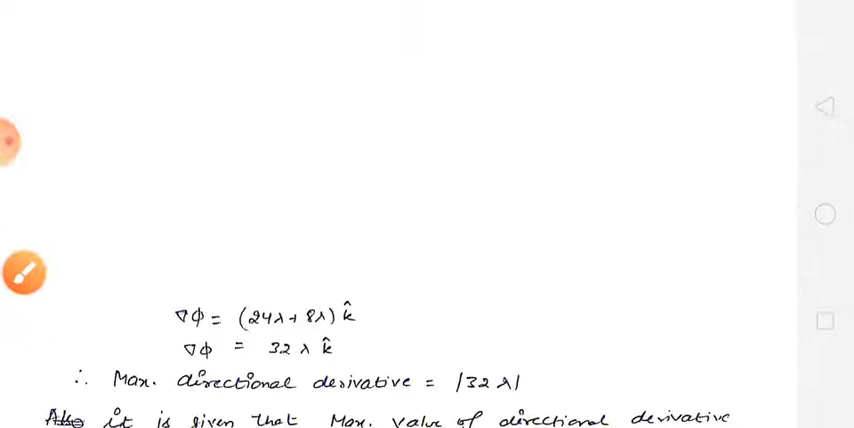 ∇φ = (24λ + 8λ) k̂
∇φ = 32 λ k̂
∴ Max. directional derivative = |32 λ|
Also it is given that Max. value of directional derivative